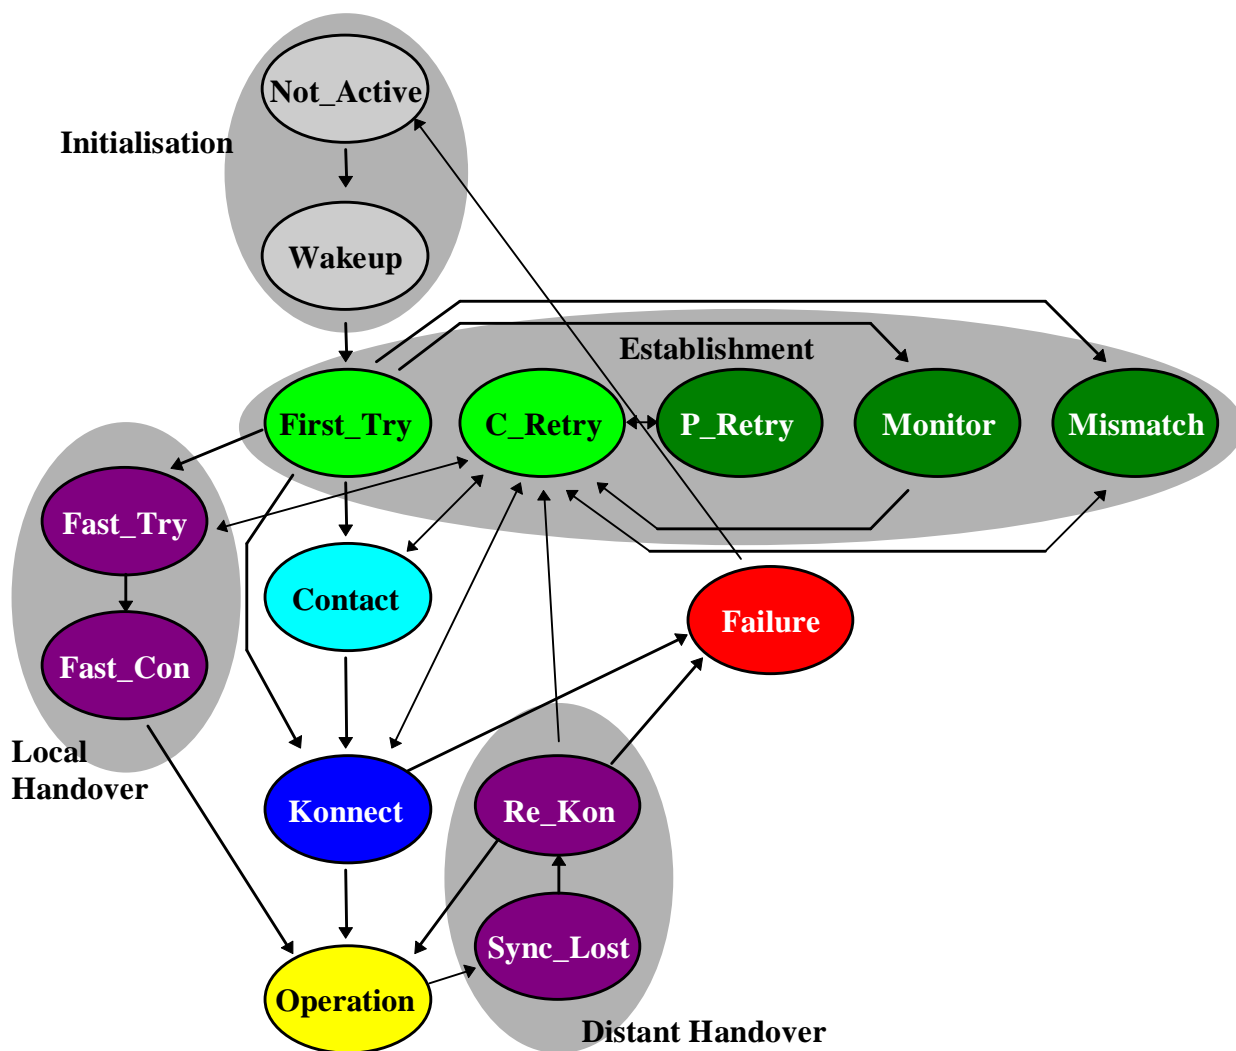 Not_Active
Initialisation
Wakeup
Establishment
First_Try
C_Retry
P_Retry
Monitor
Mismatch
Fast_Try
Contact
Failure
Fast_Con
Local
Handover
Konnect
Re_Kon
Sync_Lost
Operation
Distant Handover